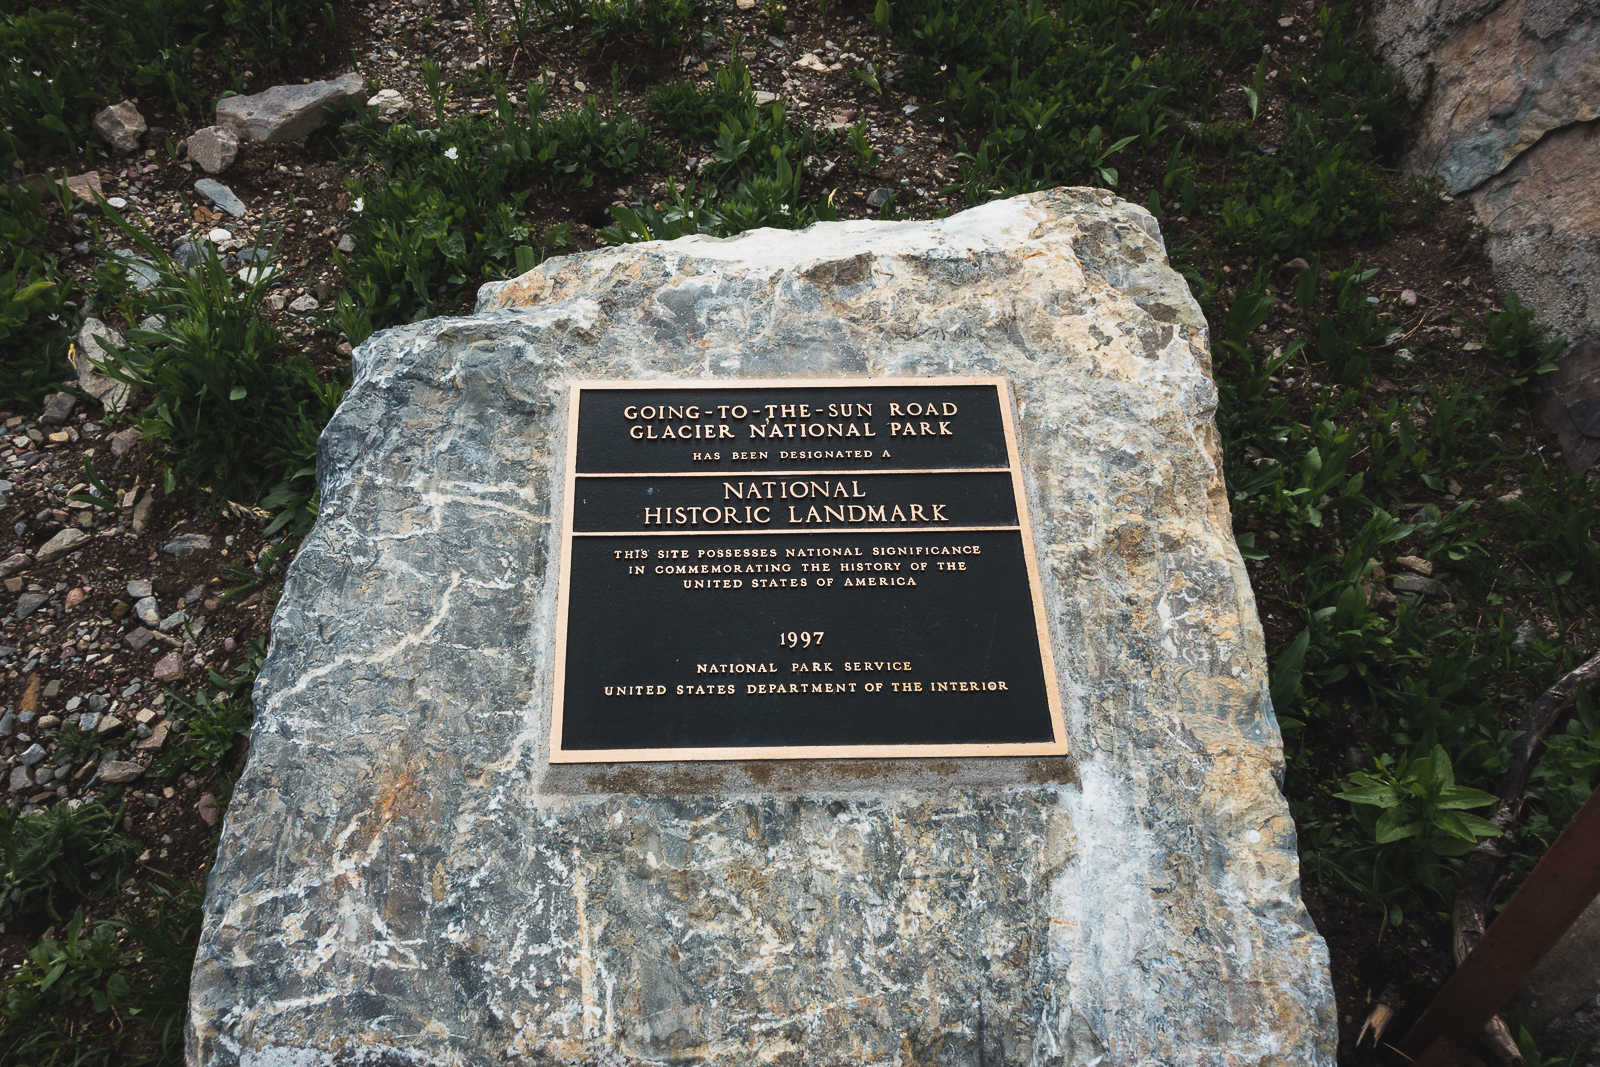 GOING-TO-THE-SUN ROAD
GLACIER NATIONAL PARK
HAS BEEN DESIGNATED A
NATIONAL
HISTORIC LANDMARK
THIS SITE POSSESSES NATIONAL SIGNIFICANCE
IN COMMEMORATING THE HISTORY OF THE
UNITED STATES OF AMERICA
1997
NATIONAL PARK SERVICE
UNITED STATES DEPARTMENT OF THE INTERIOR